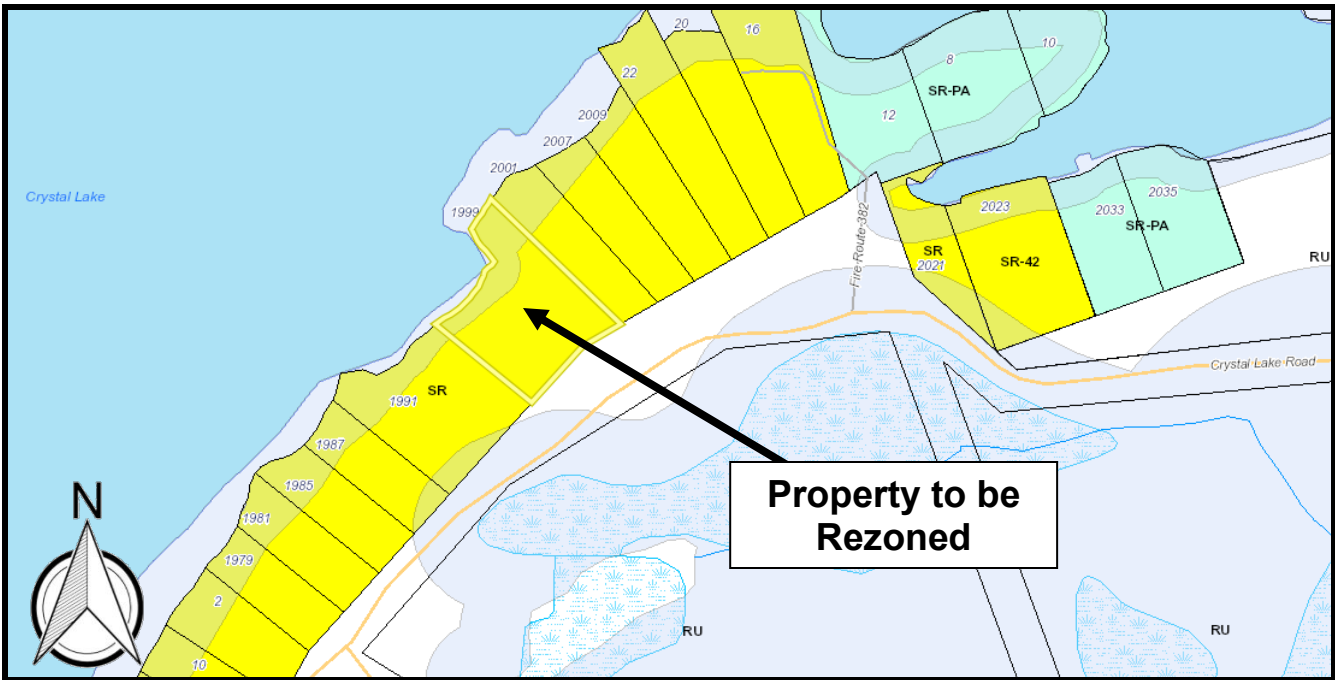 20
16
10
8
22
SR-PA
2009
12
2007
2001
Crystal Lake
2035
2023
2033
1999
SR-PA
Fire Route 382
SR
2021
SR-42
RU
Crystal Lake Road
SR
1991
1987
1985
Property to be
Rezoned
N
1981
1979
2
RU
RU
10